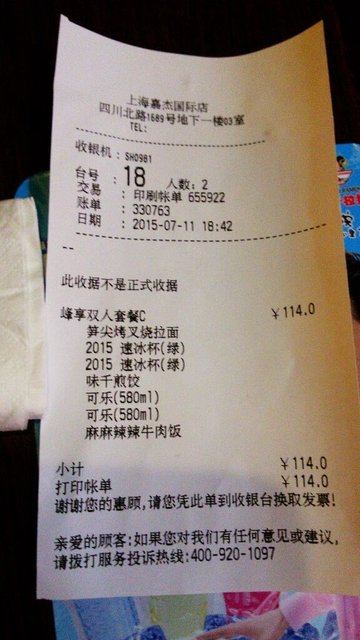 上海嘉杰国际店
四川北路1689号地下一楼03室
TEL:
收银机：SH0981
台号：18 人数：2
交易：印刷帐单 655922
账单：330763
日期：2015-07-11 18:42
--
此收据不是正式收据
峰享双人套餐C ￥114.0
笋尖烤叉烧拉面
2015 速冰杯(绿)
2015 速冰杯(绿)
味千煎饺
可乐(580ml)
可乐(580ml)
麻麻辣辣牛肉饭
小计 ￥114.0
打印帐单 ￥114.0
谢谢您的惠顾,请您凭此单到收银台换取发票!
亲爱的顾客:如果您对我们有任何意见或建议,
请拨打服务投诉热线:400-920-1097